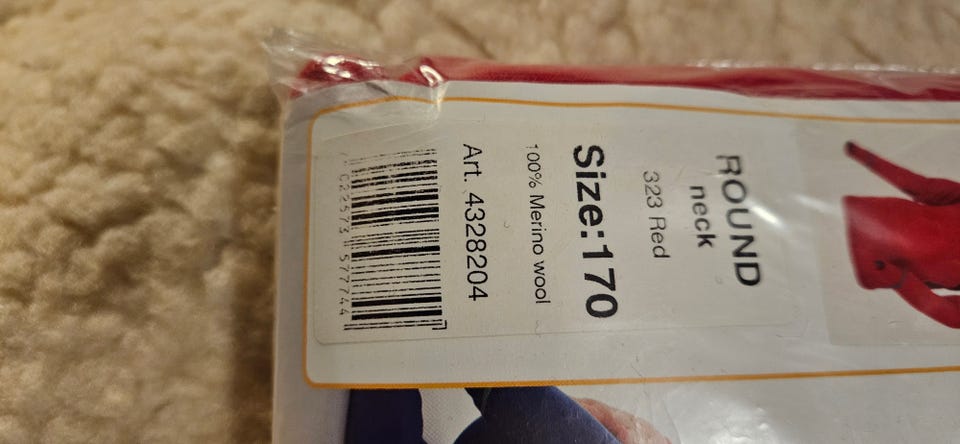 ROUND
neck
323 Red
Size:170
100% Merino wool
Art. 4328204